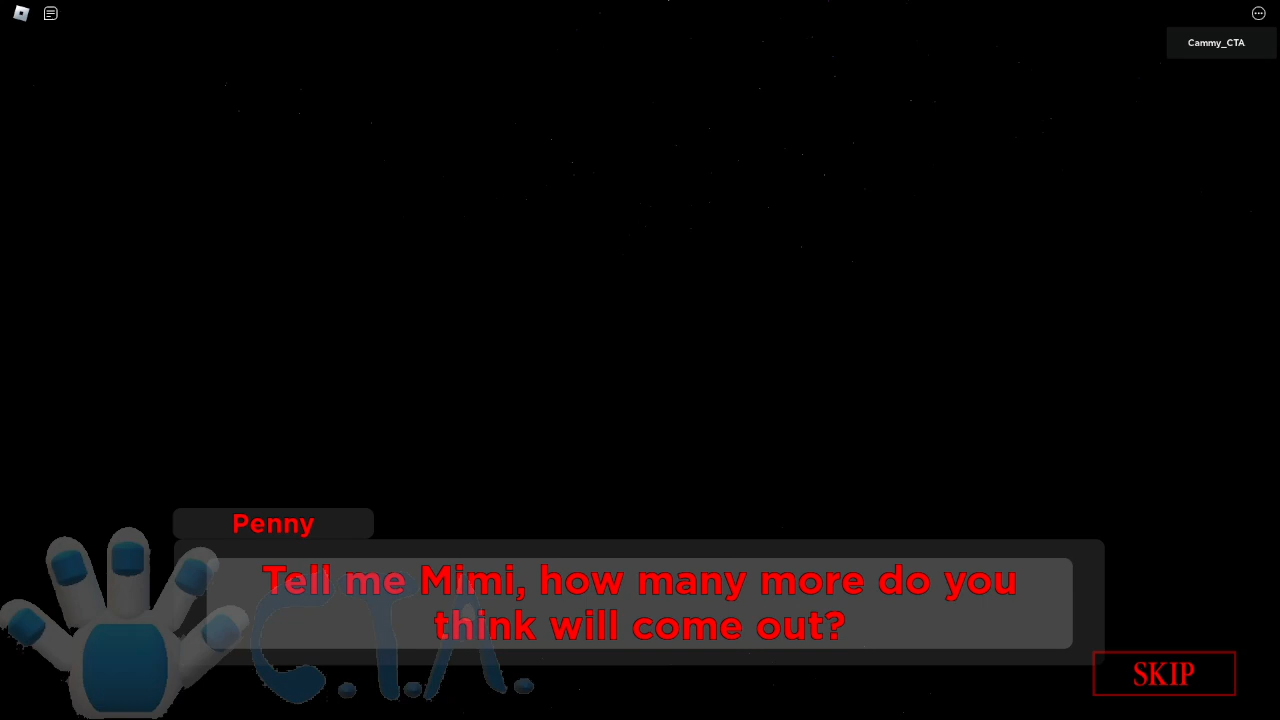 Cammy_CTA
Penny
Tell me Mimi, how many more do you
think will come out?
C.T.A.
SKIP